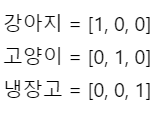 강아지 = [1, 0, 0]
고양이 = [0, 1, 0]
냉장고 = [0, 0, 1]